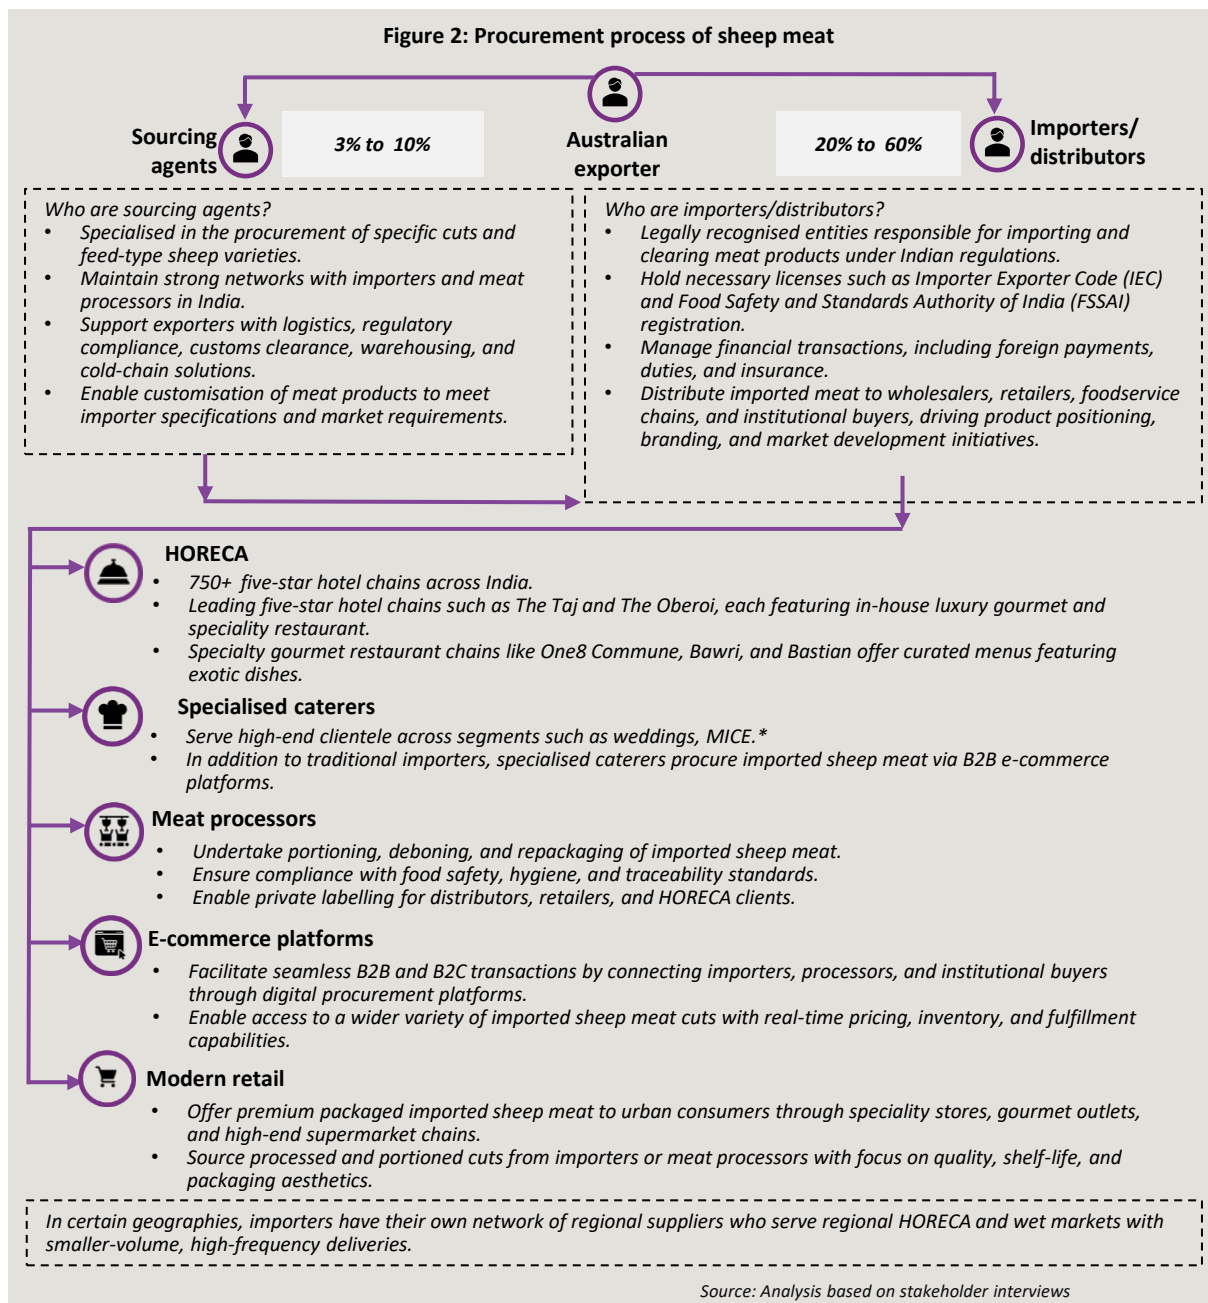 Figure 2: Procurement process of sheep meat
Sourcing
agents
3% to 10%
Australian
exporter
20% to 60%
Importers/
distributors
Who are sourcing agents?
• Specialised in the procurement of specific cuts and
feed-type sheep varieties.
• Maintain strong networks with importers and meat
processors in India.
• Support exporters with logistics, regulatory
compliance, customs clearance, warehousing, and
cold-chain solutions.
• Enable customisation of meat products to meet
importer specifications and market requirements.
Who are importers/distributors?
• Legally recognised entities responsible for importing and
clearing meat products under Indian regulations.
• Hold necessary licenses such as Importer Exporter Code (IEC)
and Food Safety and Standards Authority of India (FSSAI)
registration.
• Manage financial transactions, including foreign payments,
duties, and insurance.
• Distribute imported meat to wholesalers, retailers, foodservice
chains, and institutional buyers, driving product positioning,
branding, and market development initiatives.
HORECA
• 750+ five-star hotel chains across India.
• Leading five-star hotel chains such as The Taj and The Oberoi, each featuring in-house luxury gourmet and
speciality restaurant.
• Specialty gourmet restaurant chains like One8 Commune, Bawri, and Bastian offer curated menus featuring
exotic dishes.
Specialised caterers
• Serve high-end clientele across segments such as weddings, MICE.*
• In addition to traditional importers, specialised caterers procure imported sheep meat via B2B e-commerce
platforms.
Meat processors
• Undertake portioning, deboning, and repackaging of imported sheep meat.
• Ensure compliance with food safety, hygiene, and traceability standards.
• Enable private labelling for distributors, retailers, and HORECA clients.
E-commerce platforms
• Facilitate seamless B2B and B2C transactions by connecting importers, processors, and institutional buyers
through digital procurement platforms.
• Enable access to a wider variety of imported sheep meat cuts with real-time pricing, inventory, and fulfillment
capabilities.
Modern retail
• Offer premium packaged imported sheep meat to urban consumers through speciality stores, gourmet outlets,
and high-end supermarket chains.
• Source processed and portioned cuts from importers or meat processors with focus on quality, shelf-life, and
packaging aesthetics.
In certain geographies, importers have their own network of regional suppliers who serve regional HORECA and wet markets with
smaller-volume, high-frequency deliveries.
Source: Analysis based on stakeholder interviews